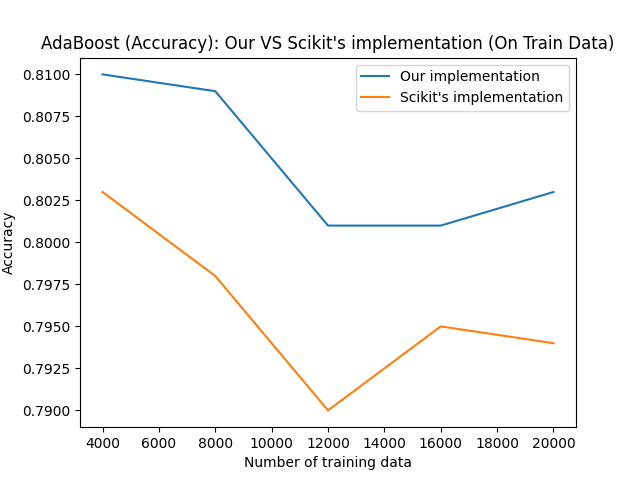 AdaBoost (Accuracy): Our VS Scikit's implementation (On Train Data)
Our implementation
Scikit's implementation
0.8100
0.8075
0.8050
0.8025
0.8000
0.7975
0.7950
0.7925
0.7900
Accuracy
4000 6000 8000 10000 12000 14000 16000 18000 20000
Number of training data